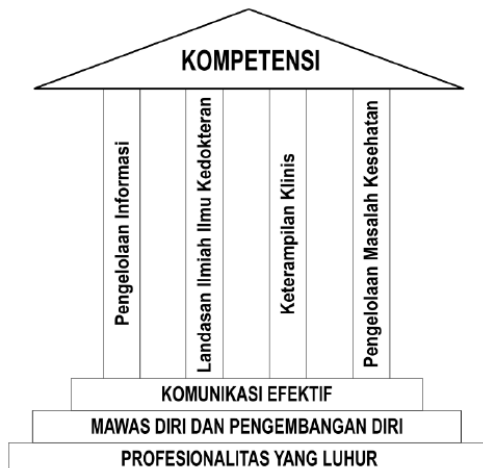 KOMPETENSI
Pengelolaan Informasi
Landasan Ilmiah Ilmu Kedokteran
Keterampilan Klinis
Pengelolaan Masalah Kesehatan
KOMUNIKASI EFEKTIF
MAWAS DIRI DAN PENGEMBANGAN DIRI
PROFESIONALITAS YANG LUHUR